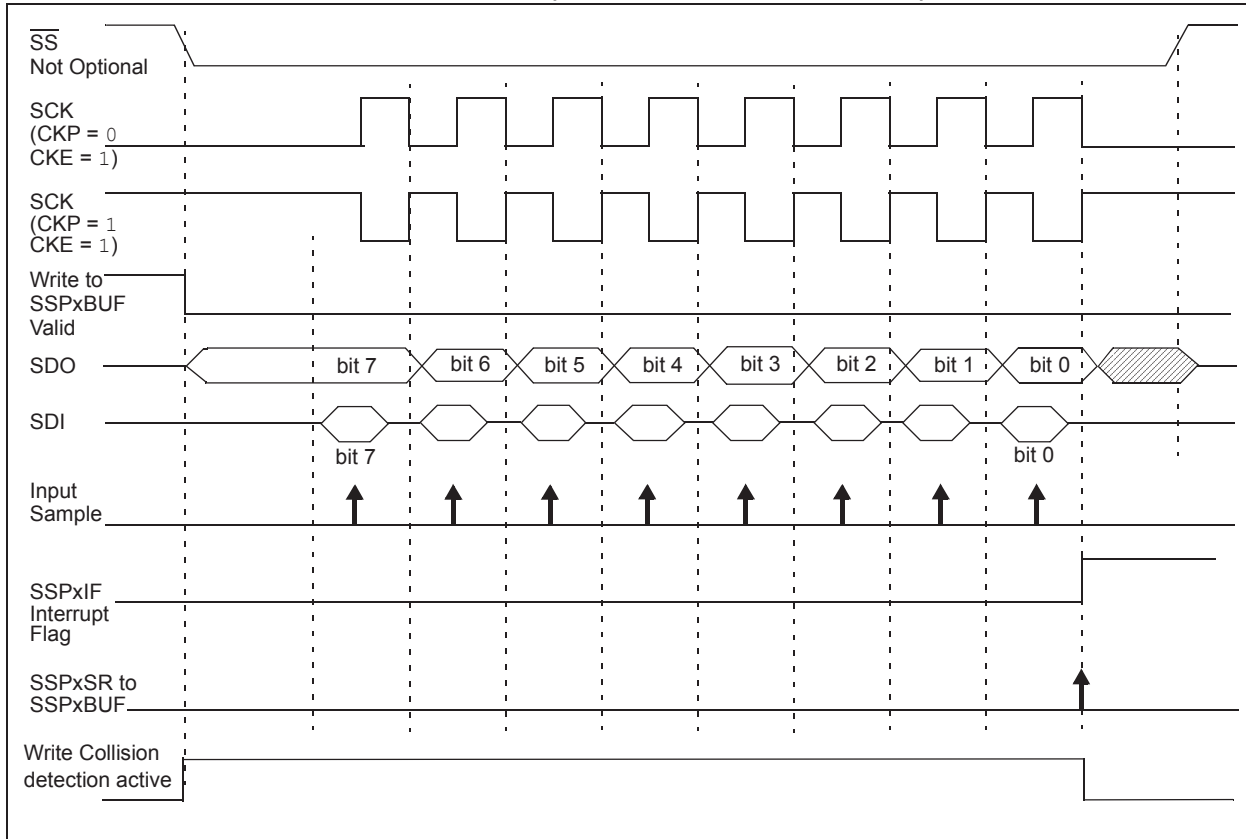 SS
Not Optional
SCK
(CKP = 0
CKE = 1)
SCK
(CKP = 1
CKE = 1)
Write to
SSPxBUF
Valid
SDO
bit 7 bit 6 bit 5 bit 4 bit 3 bit 2 bit 1 bit 0
SDI
bit 7 bit 0
Input
Sample
SSPxIF
Interrupt
Flag
SSPxSR to
SSPxBUF
Write Collision
detection active